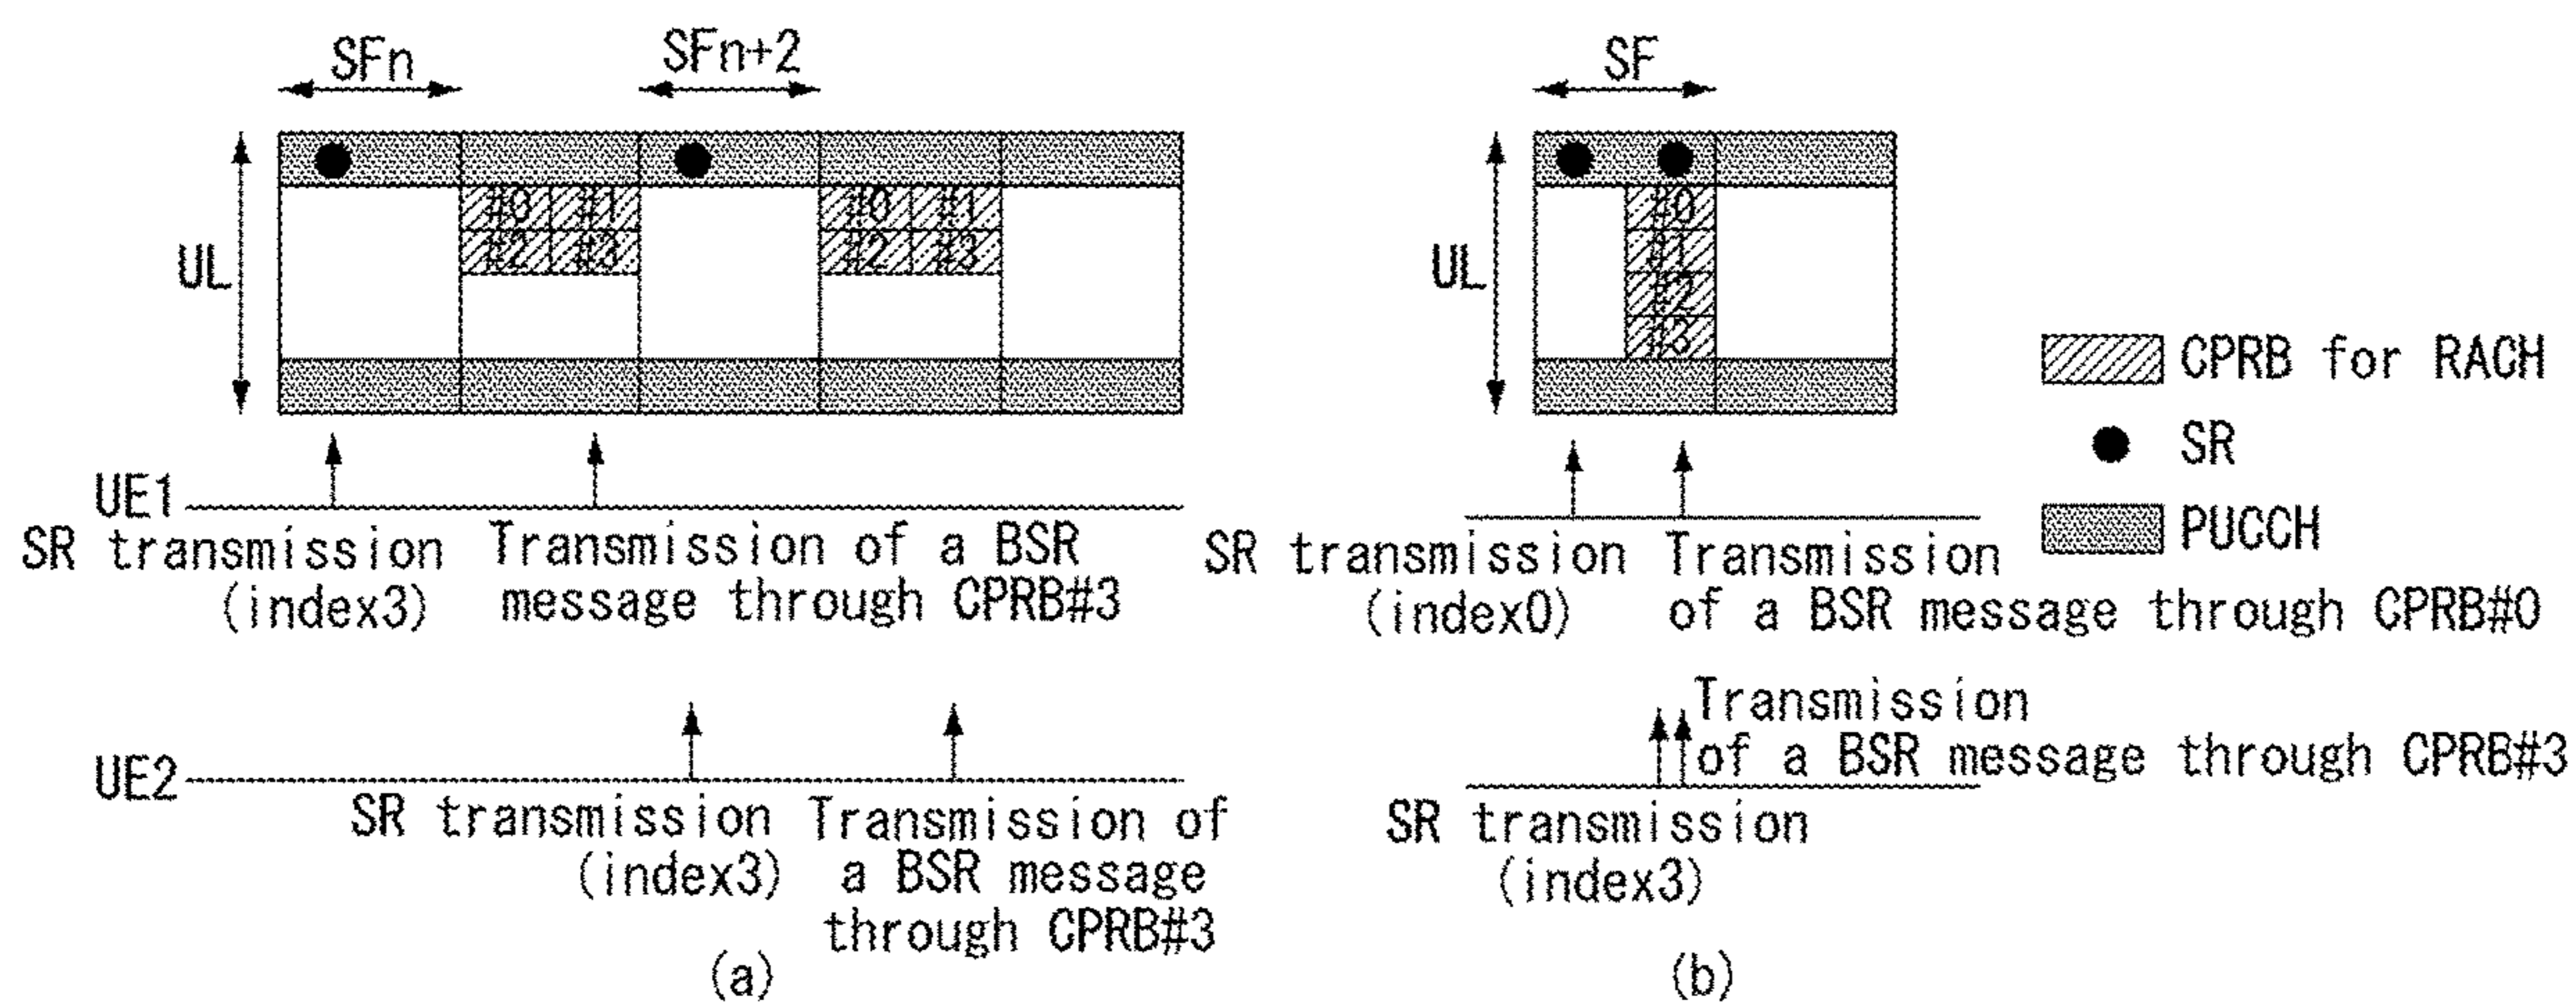 SFn
SFn+2
UL
#0 #1 #0 #1
#2 #3 #2 #3
UE1
SR transmission
(index3)
Transmission of a BSR
message through CPRB#3
UE2
SR transmission
(index3)
Transmission of
a BSR message
through CPRB#3
(a)
SF
UL
#0
#1
#2
#3
SR transmission
(index0)
Transmission
of a BSR message through CPRB#0
Transmission
of a BSR message through CPRB#3
SR transmission
(index3)
(b)
CPRB for RACH
SR
PUCCH